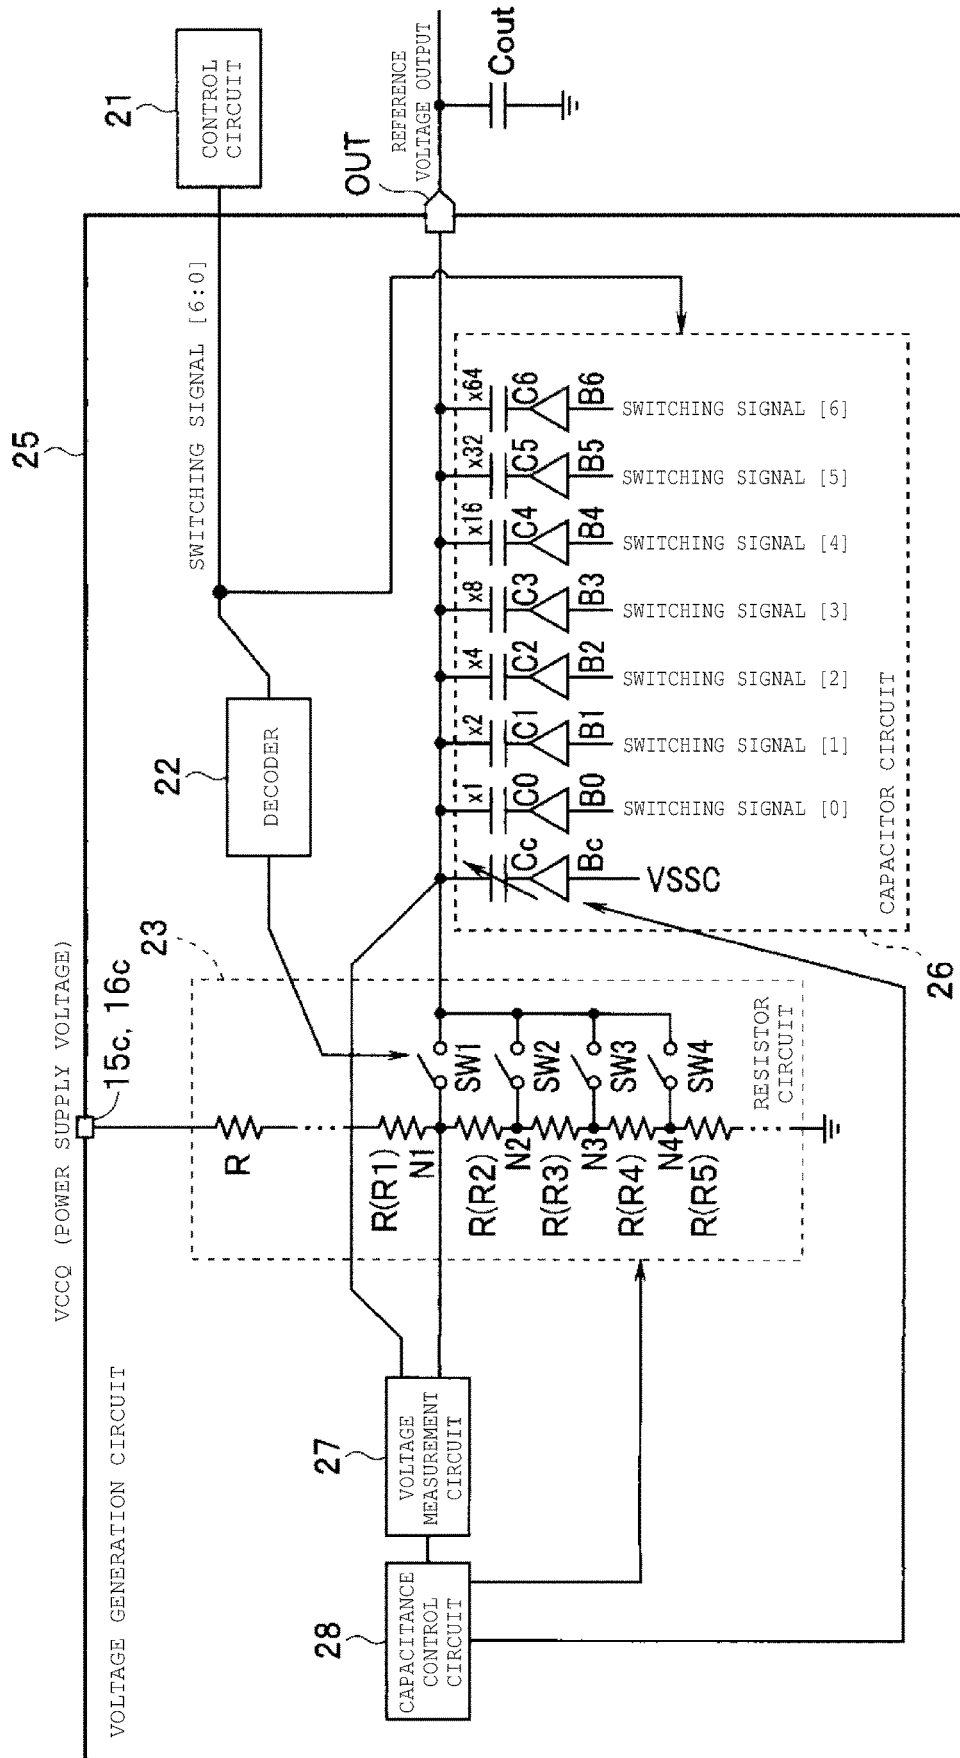 VCCQ (POWER SUPPLY VOLTAGE)
15c, 16c
25
VOLTAGE GENERATION CIRCUIT
21
CONTROL
CIRCUIT
SWITCHING SIGNAL [6:0]
22
DECODER
23
R
R(R1)
N1
R(R2)
N2
R(R3)
N3
R(R4)
N4
R(R5)
SW1
SW2
SW3
SW4
RESISTOR
CIRCUIT
OUT
REFERENCE
VOLTAGE OUTPUT
Cout
28
CAPACITANCE
CONTROL
CIRCUIT
27
VOLTAGE
MEASUREMENT
CIRCUIT
x1
x2
x4
x8
x16
x32
x64
Cc
C0
C1
C2
C3
C4
C5
C6
Bc
B0
B1
B2
B3
B4
B5
B6
VSSC
SWITCHING SIGNAL [0]
SWITCHING SIGNAL [1]
SWITCHING SIGNAL [2]
SWITCHING SIGNAL [3]
SWITCHING SIGNAL [4]
SWITCHING SIGNAL [5]
SWITCHING SIGNAL [6]
CAPACITOR CIRCUIT
26